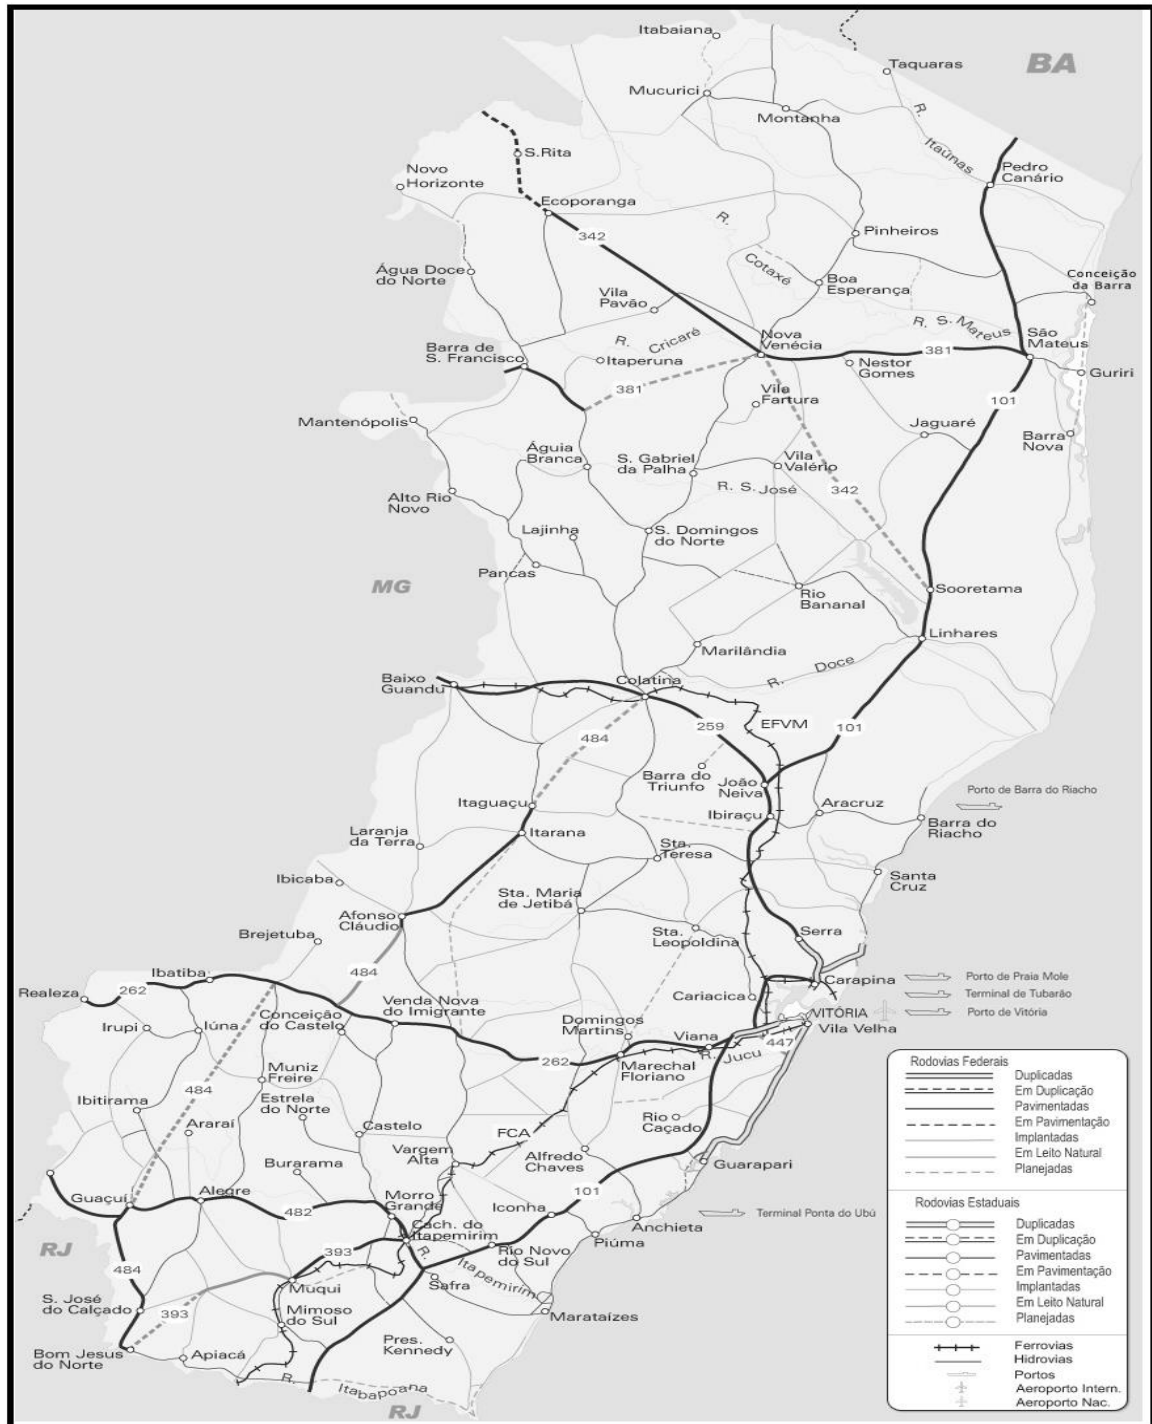 Itabaiana
BA
Taquaras
Mucurici
Montanha
R.
Itaúnas
S.Rita
Pedro
Canário
Novo
Horizonte
Ecoporanga
R.
342
Pinheiros
Cotaxé
Água Doce
do Norte
Boa
Esperança
Conceição
da Barra
Vila
Pavão
R. S. Mateus
R. Cricaré
Nova
Venécia
São
Mateus
Barra de
S. Francisco
Itaperuna
381
Nestor
Gomes
Guriri
381
Vila
Fartura
101
Mantenópolis
Jaguaré
Barra
Nova
Águia
Branca
S. Gabriel
da Palha
Vila
Valério
R. S. José
342
Alto Rio
Novo
Lajinha
S. Domingos
do Norte
Pancas
MG
Rio
Bananal
Sooretama
Linhares
Marilândia
R. Doce
Baixo
Guandu
Colatina
EFVM
259
101
484
Barra do
Triunfo
João
Neiva
Porto de Barra do Riacho
Itaguaçu
Ibiraçu
Aracruz
Barra do
Riacho
Laranja
da Terra
Itarana
Sta.
Teresa
Ibicaba
Santa
Cruz
Sta. Maria
de Jetibá
Afonso
Cláudio
Brejetuba
Sta.
Leopoldina
Serra
484
Ibatiba
Carapina
Porto de Praia Mole
Realeza
262
Cariacica
Terminal de Tubarão
Venda Nova
do Imigrante
Porto de Vitória
VITÓRIA
Vila Velha
Irupi
Iúna
Conceição
do Castelo
Domingos
Martins
Viana
447
R. Jucu
262
Marechal
Floriano
Muniz
Freire
484
Ibitirama
Estrela
do Norte
Araraí
Castelo
FCA
Rio
Caçado
Vargem
Alta
Alfredo
Chaves
Guarapari
Burarama
Guaçuí
Alegre
482
Morro
Grande
101
Iconha
Terminal Ponta do Ubú
Anchieta
Cach. do
Itapemirim
Piúma
RJ
393
Rio Novo
do Sul
R. Itapemirim
484
Muqui
Safra
S. José
do Calçado
393
Mimoso
do Sul
Marataízes
Pres.
Kennedy
Bom Jesus
do Norte
Apiacá
R. Itabapoana
RJ
Rodovias Federais
Duplicadas
Em Duplicação
Pavimentadas
Em Pavimentação
Implantadas
Em Leito Natural
Planejadas
Rodovias Estaduais
Duplicadas
Em Duplicação
Pavimentadas
Em Pavimentação
Implantadas
Em Leito Natural
Planejadas
Ferrovias
Hidrovias
Portos
Aeroporto Intern.
Aeroporto Nac.